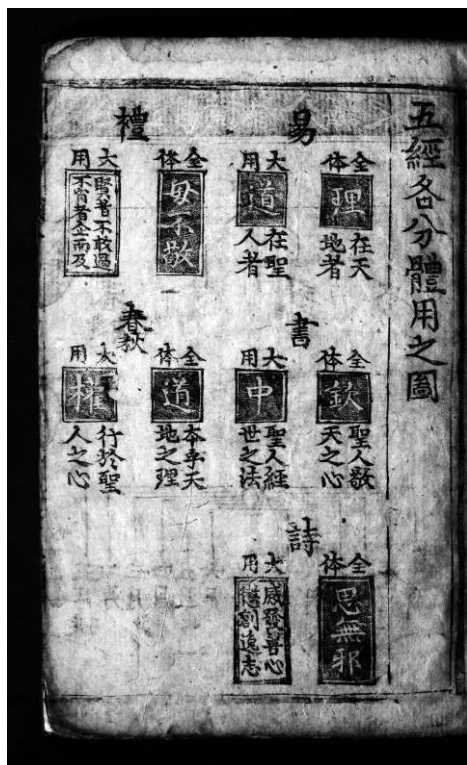 五經各分體用之圖
易
全体
理
在天
地者
大用
道
在聖
人者
禮
全体
毋不敬
大用
賢者不敢過
不肖者企而及
書
全体
欽
聖人敬
天之心
大用
中
聖人經
世之法
春秋
全体
道
本乎天
地之理
大用
權
行於聖
人之心
詩
全体
思無邪
大用
感發善心
懲創逸志